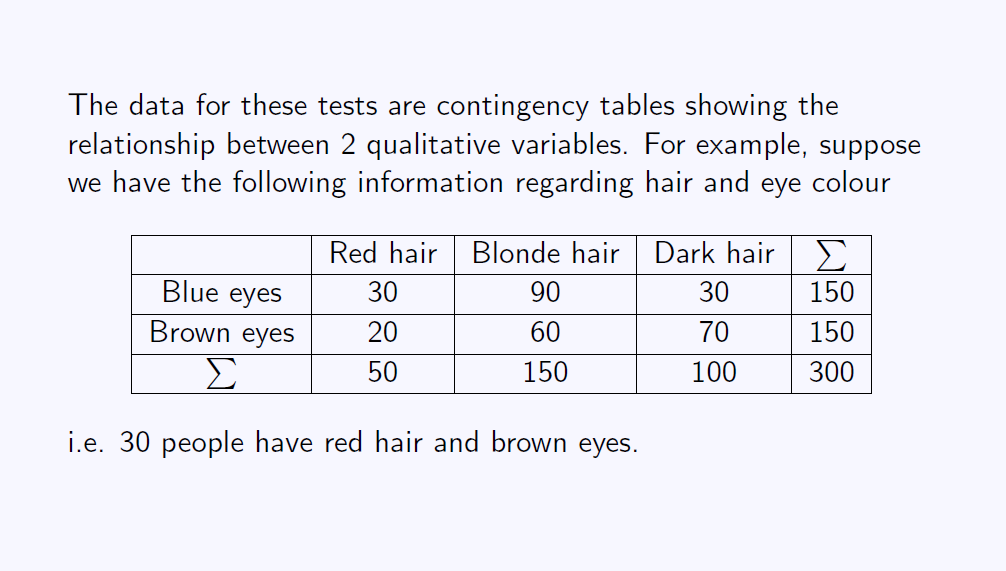 The data for these tests are contingency tables showing the
relationship between 2 qualitative variables. For example, suppose
we have the following information regarding hair and eye colour
Red hair Blonde hair Dark hair ∑
Blue eyes 30 90 30 150
Brown eyes 20 60 70 150
∑ 50 150 100 300
i.e. 30 people have red hair and brown eyes.